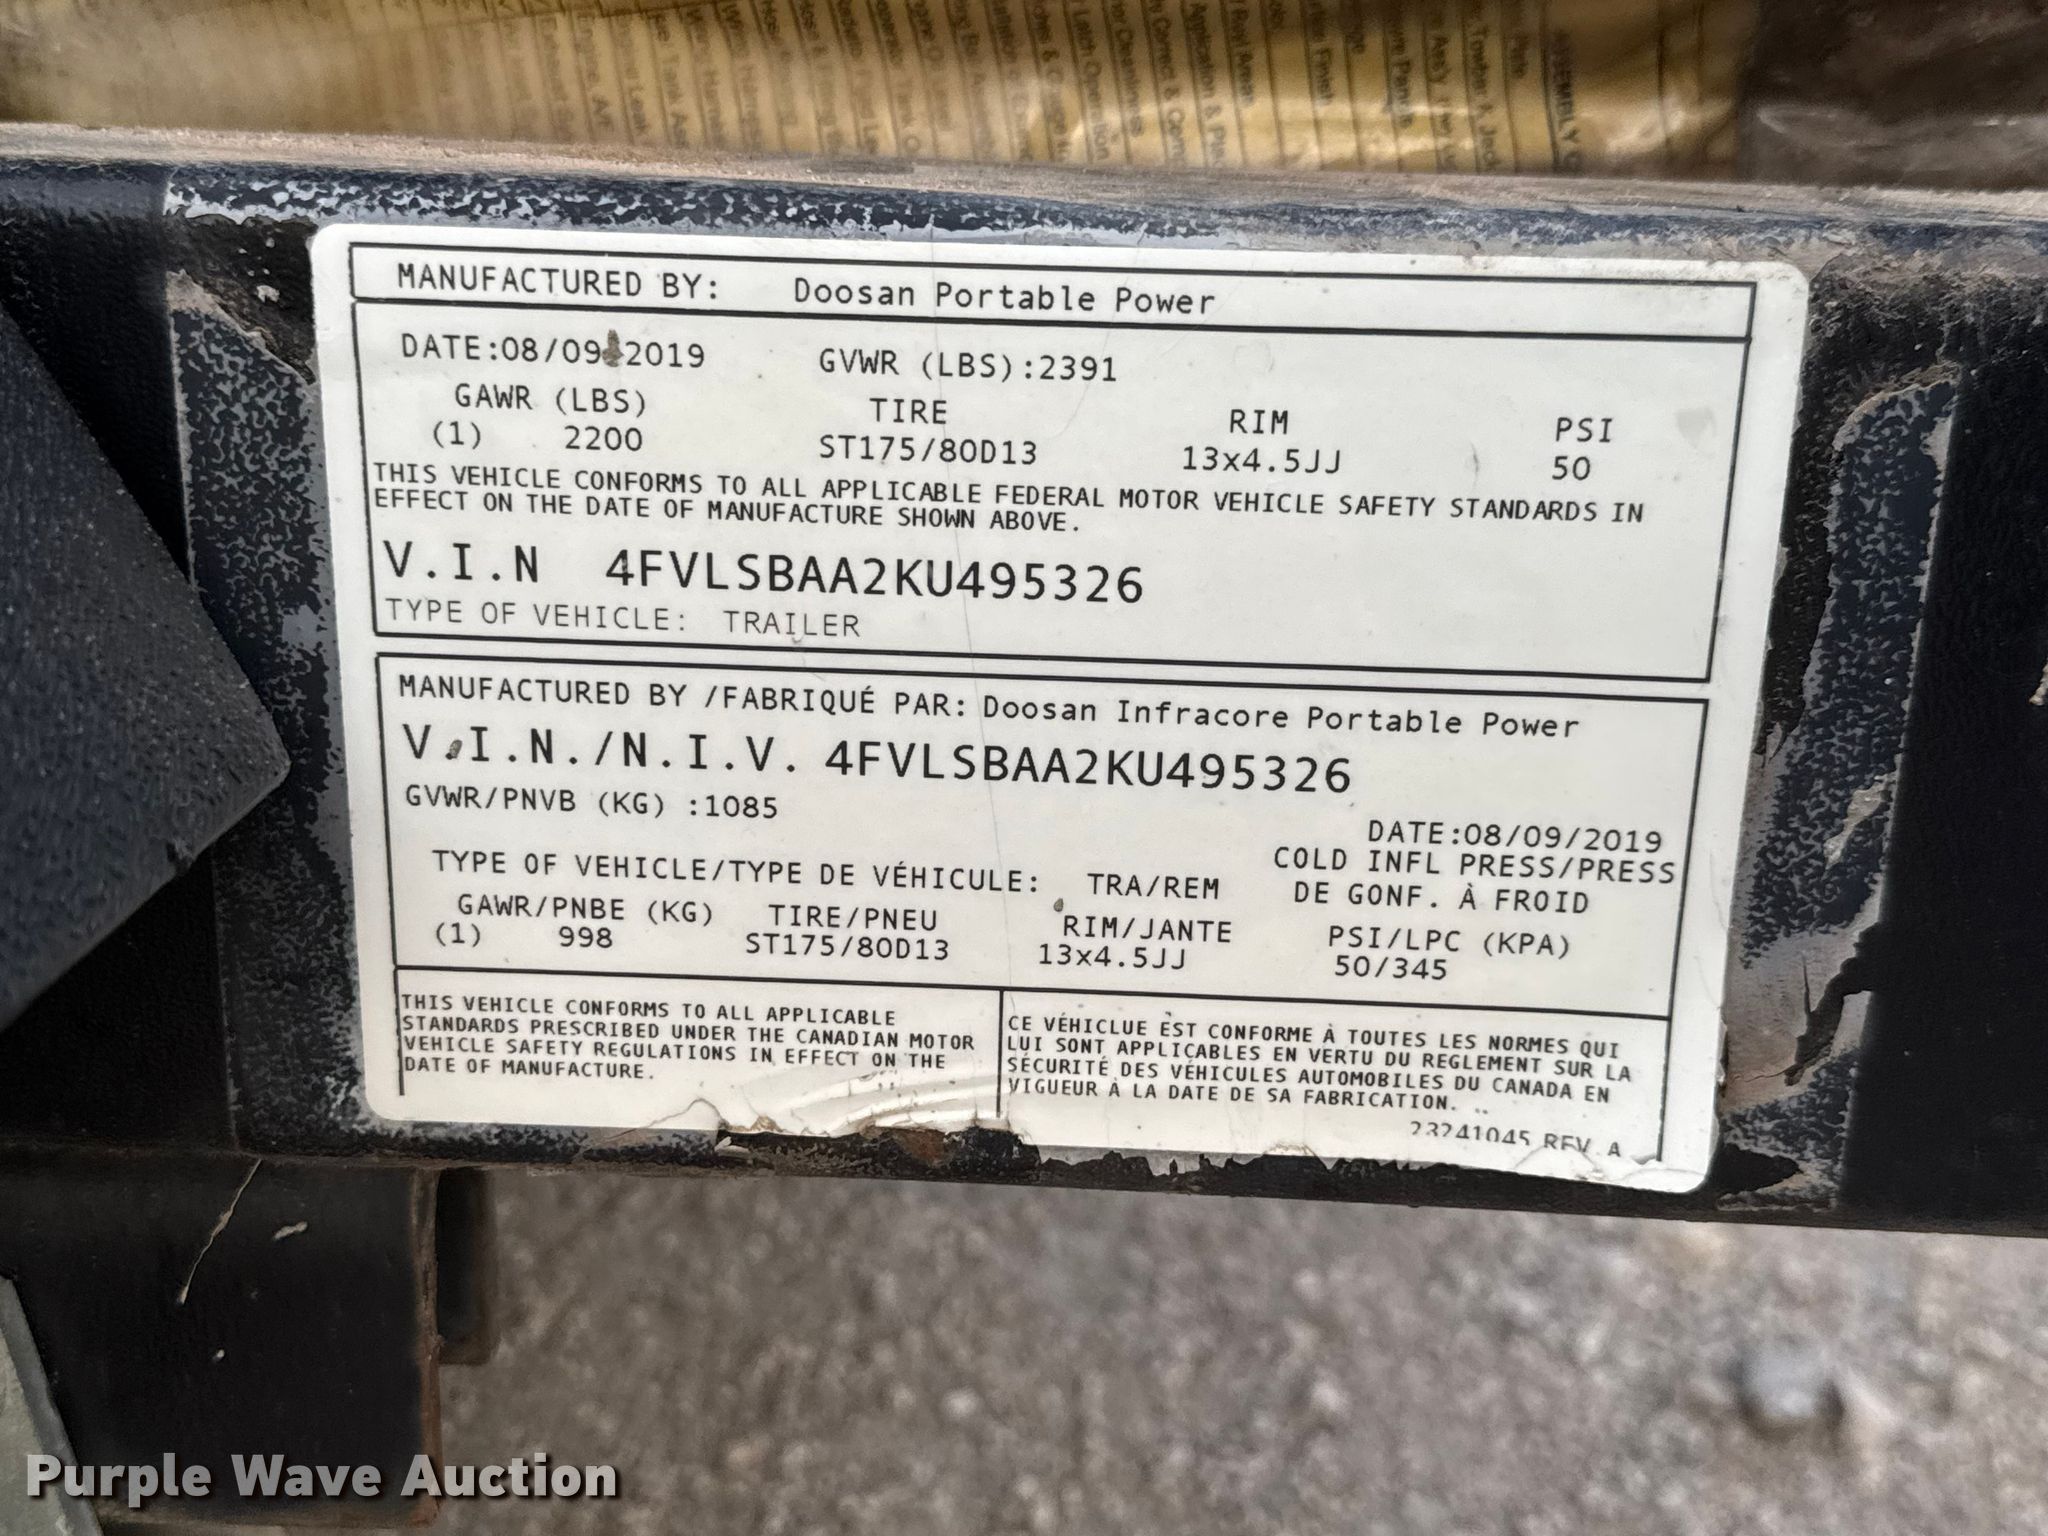 MANUFACTURED BY: Doosan Portable Power
DATE:08/09/2019 GVWR (LBS):2391
GAWR (LBS) TIRE RIM PSI
(1) 2200 ST175/80D13 13x4.5JJ 50
THIS VEHICLE CONFORMS TO ALL APPLICABLE FEDERAL MOTOR VEHICLE SAFETY STANDARDS IN
EFFECT ON THE DATE OF MANUFACTURE SHOWN ABOVE.
V.I.N 4FVLSBAA2KU495326
TYPE OF VEHICLE: TRAILER
MANUFACTURED BY /FABRIQUÉ PAR: Doosan Infracore Portable Power
V.I.N./N.I.V. 4FVLSBAA2KU495326
GVWR/PNVB (KG) :1085
DATE:08/09/2019
TYPE OF VEHICLE/TYPE DE VÉHICULE: TRA/REM
COLD INFL PRESS/PRESS
DE GONF. À FROID
GAWR/PNBE (KG) TIRE/PNEU RIM/JANTE PSI/LPC (KPA)
(1) 998 ST175/80D13 13x4.5JJ 50/345
THIS VEHICLE CONFORMS TO ALL APPLICABLE
STANDARDS PRESCRIBED UNDER THE CANADIAN MOTOR
VEHICLE SAFETY REGULATIONS IN EFFECT ON THE
DATE OF MANUFACTURE.
CE VÉHICLUE EST CONFORME À TOUTES LES NORMES QUI
LUI SONT APPLICABLES EN VERTU DU REGLEMENT SUR LA
SÉCURITÉ DES VÉHICULES AUTOMOBILES DU CANADA EN
VIGUEUR À LA DATE DE SA FABRICATION.
23241045 REV A
Purple Wave Auction